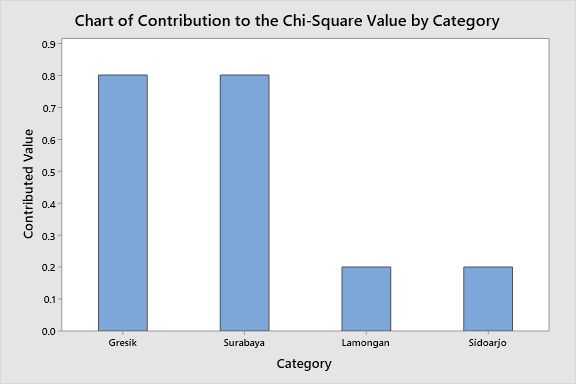 Chart of Contribution to the Chi-Square Value by Category
0.9
0.8
0.7
0.6
0.5
0.4
0.3
0.2
0.1
0.0
Contributed Value
Gresik Surabaya Lamongan Sidoarjo
Category